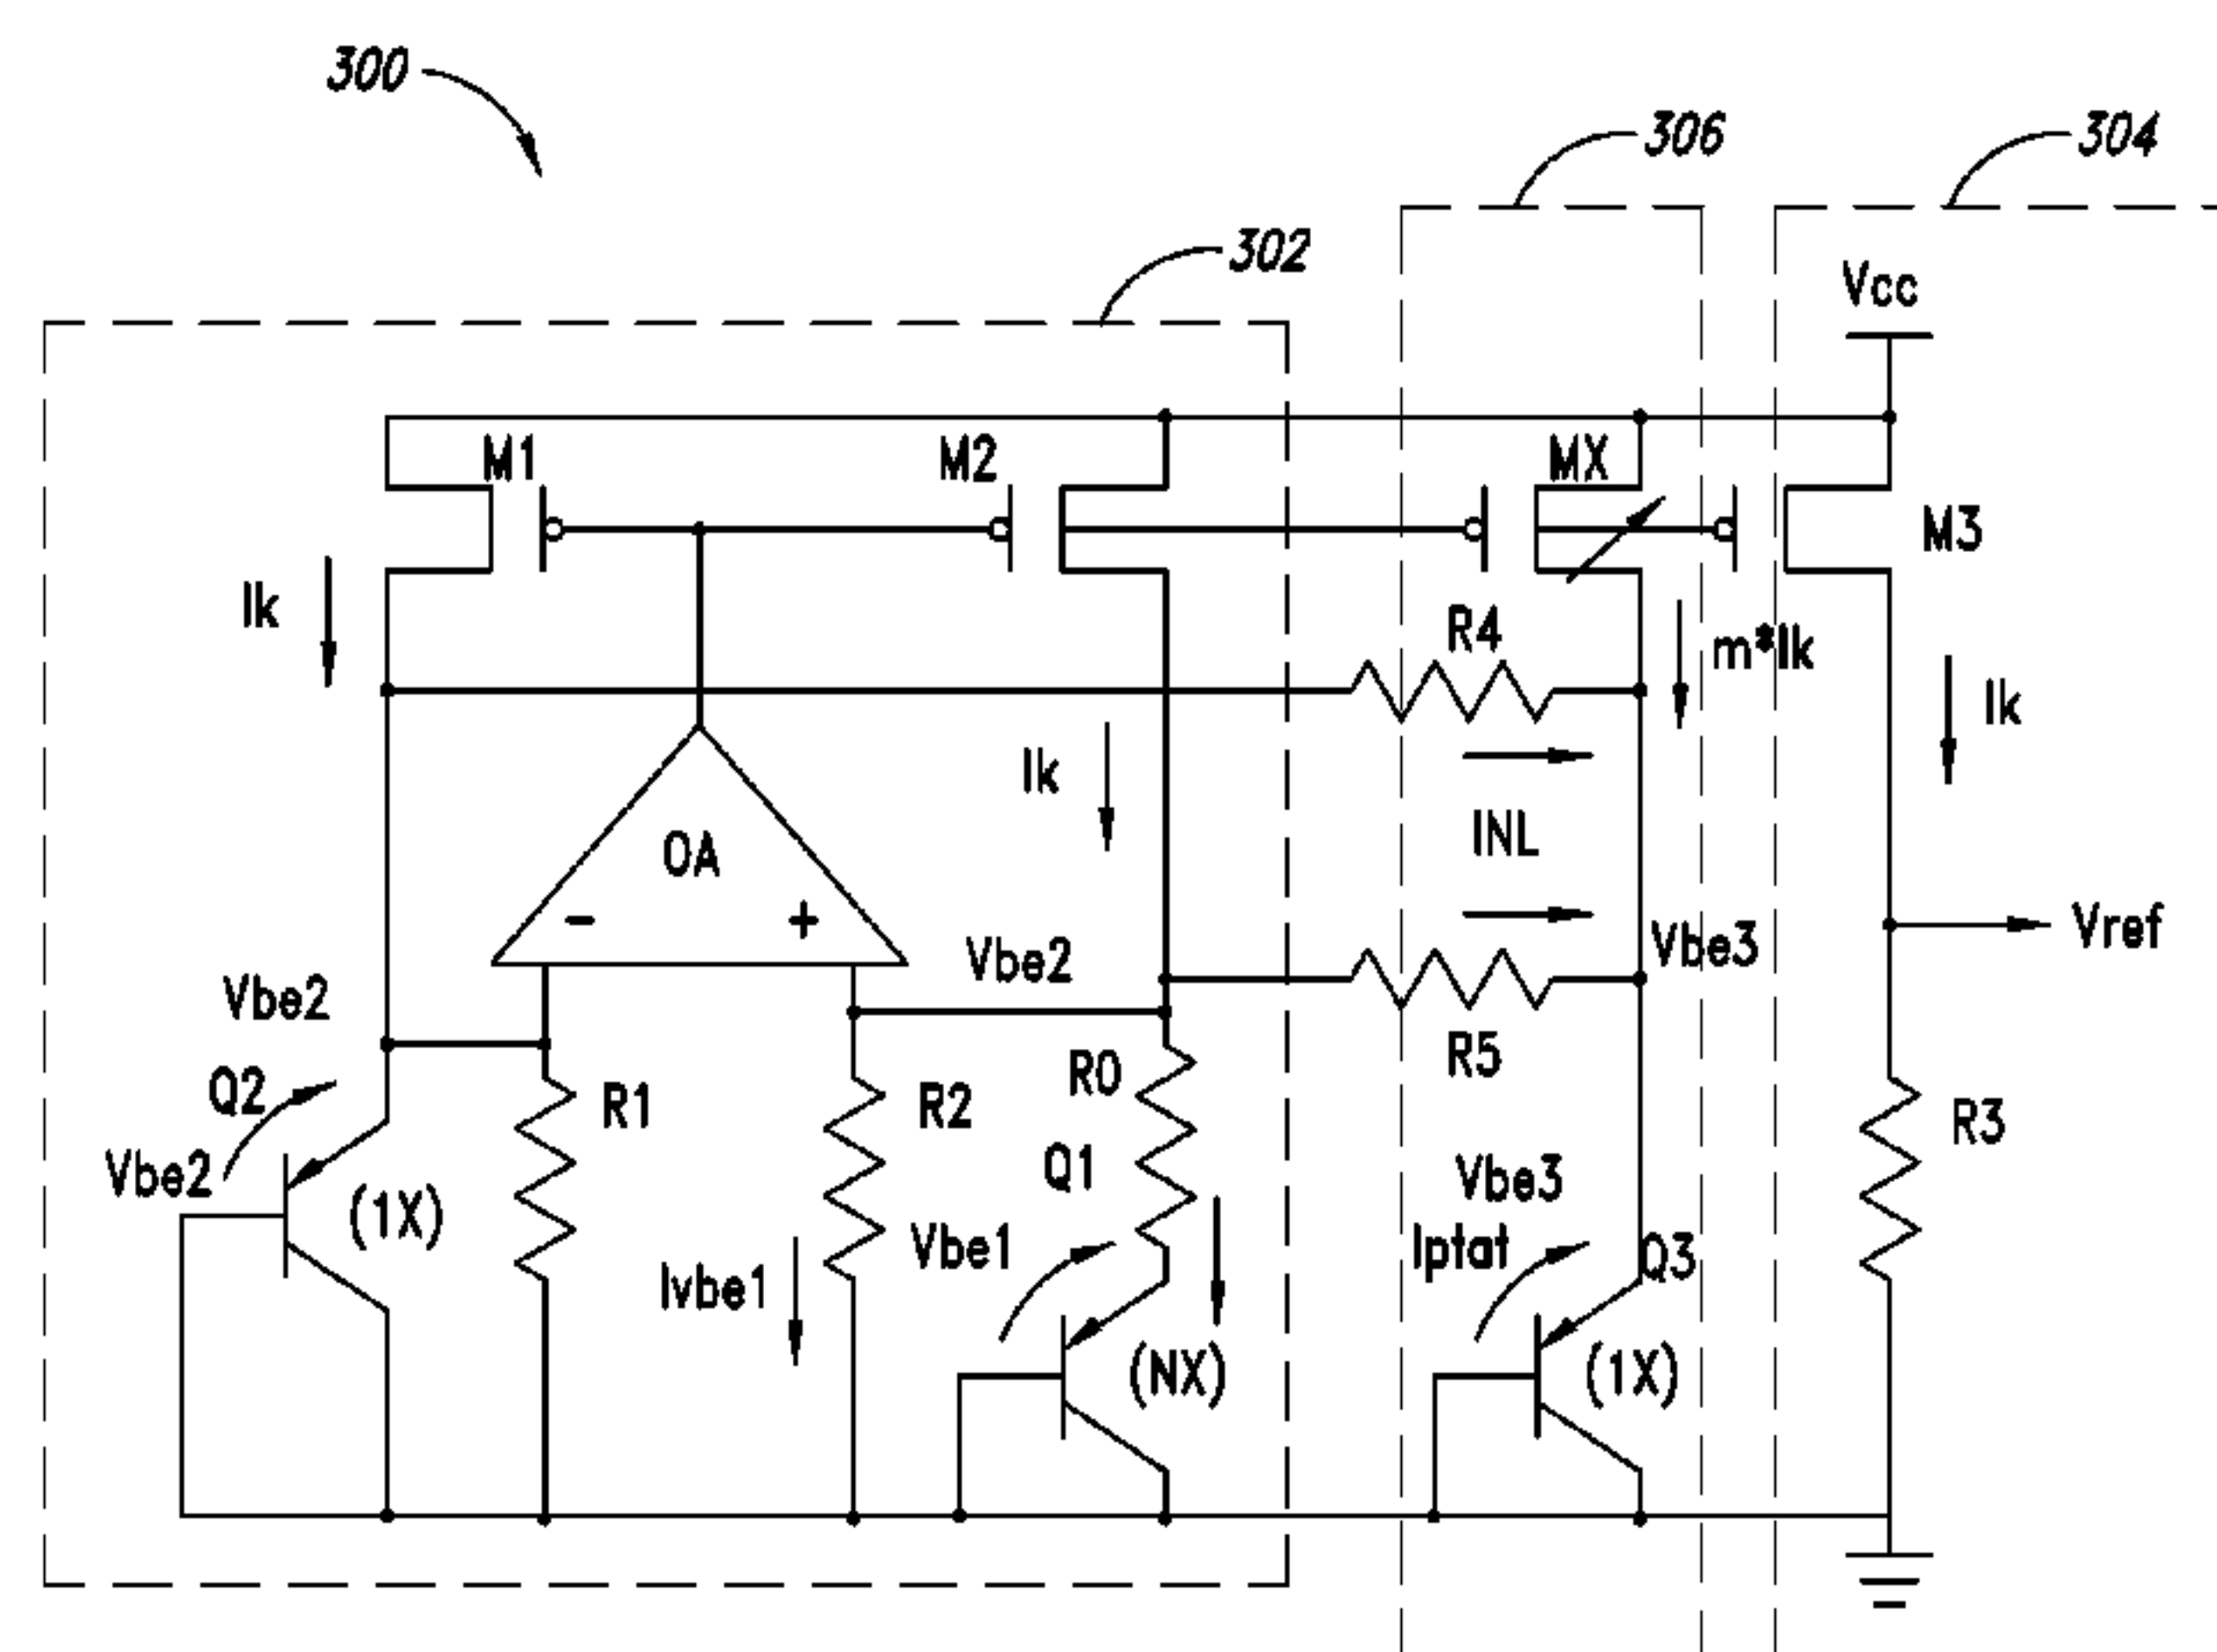 300
306
304
302
Vcc
M1
M2
MX
M3
Ik
R4
m*Ik
Ik
Ik
INL
OA
-
+
Vbe2
Vbe3
Vref
Vbe2
R0
R5
Q2
R1
R2
R3
Q1
Vbe2
Vbe3
(1X)
Vbe1
Iptat
Q3
Ivbe1
(NX)
(1X)